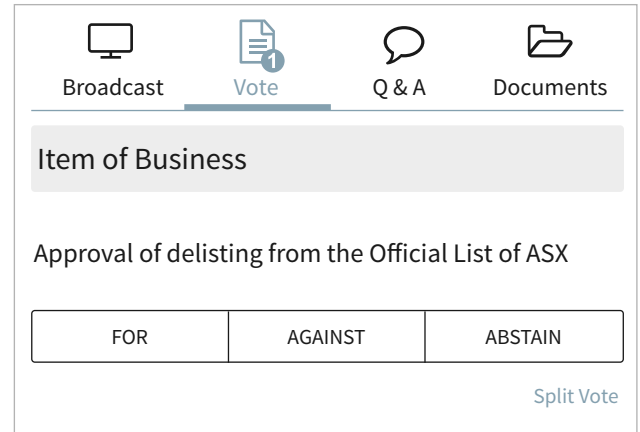 1
Broadcast Vote Q & A Documents
Item of Business
Approval of delisting from the Official List of ASX
FOR AGAINST ABSTAIN
Split Vote